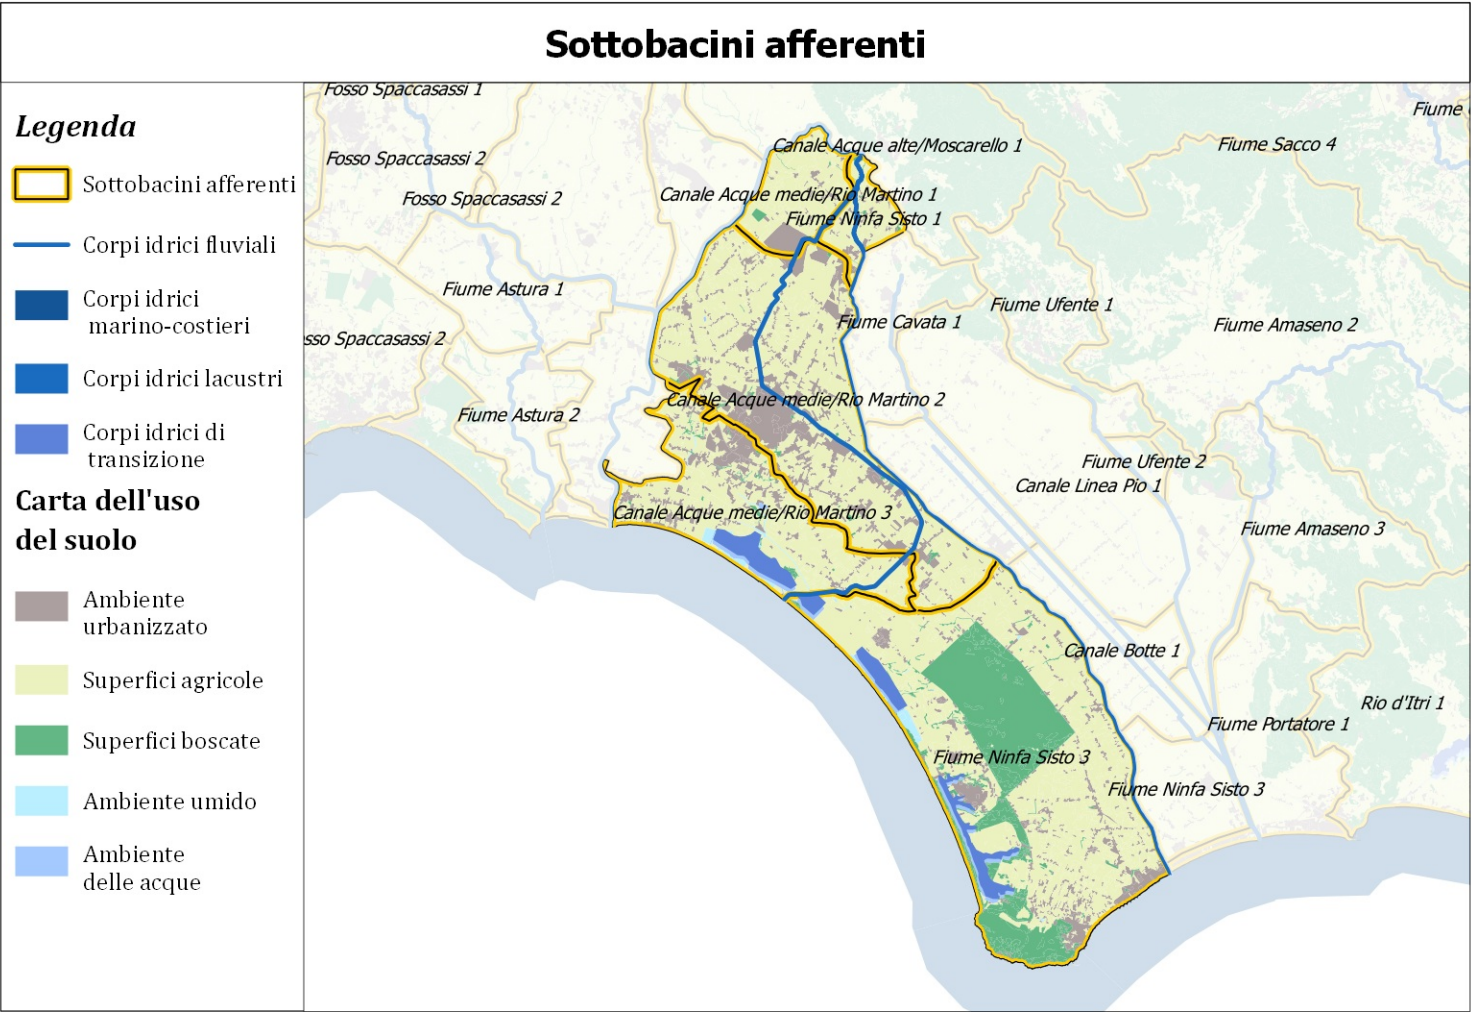 Sottobacini afferenti
Legenda
Sottobacini afferenti
Corpi idrici fluviali
Corpi idrici
marino-costieri
Corpi idrici lacustri
Corpi idrici di
transizione
Carta dell'uso
del suolo
Ambiente
urbanizzato
Superfici agricole
Superfici boscate
Ambiente umido
Ambiente
delle acque
Fosso Spaccasassi 1
Fiume
Canale Acque alte/Moscarello 1
Fiume Sacco 4
Fosso Spaccasassi 2
Fosso Spaccasassi 2
Canale Acque medie/Rio Martino 1
Fiume Ninfa Sisto 1
Fiume Astura 1
Fiume Ufente 1
Fiume Cavata 1
Fiume Amaseno 2
sso Spaccasassi 2
Canale Acque medie/Rio Martino 2
Fiume Astura 2
Fiume Ufente 2
Canale Linea Pio 1
Canale Acque medie/Rio Martino 3
Fiume Amaseno 3
Canale Botte 1
Rio d'Itri 1
Fiume Portatore 1
Fiume Ninfa Sisto 3
Fiume Ninfa Sisto 3